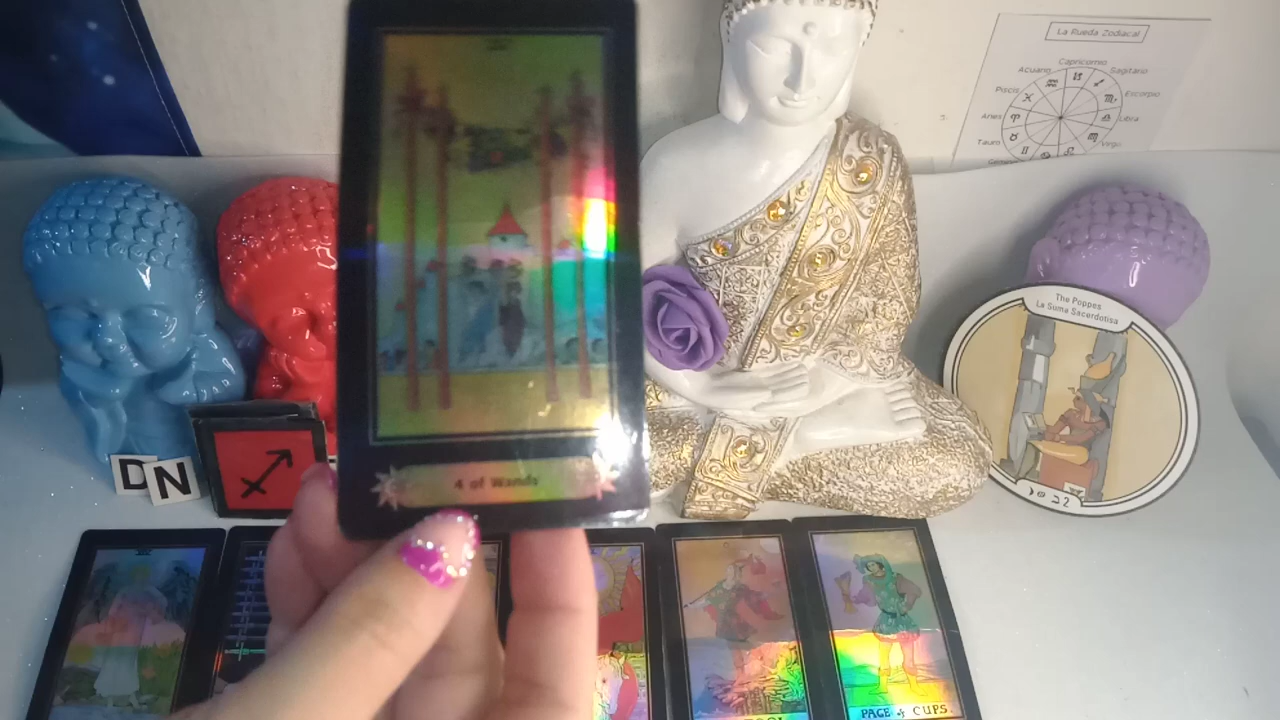 La Rueda Zodiacal
Capricornio
Acuario
Sagitario
Piscis
Escorpio
Aries
Libra
Tauro
Virgo
The Poppes
La Suma Sacerdotisa
4 of Wands
D N
PAGE of CUPS.